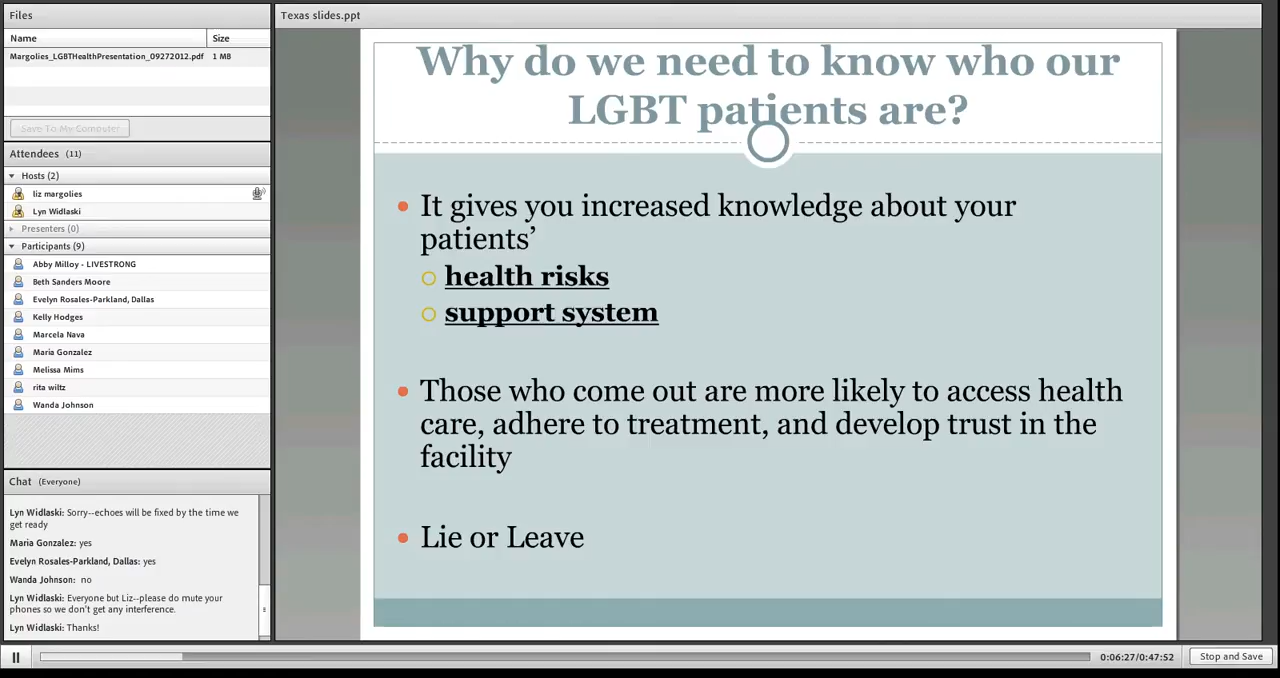 Files
Name Size
Margolies_LGBTHealthPresentation_09272012.pdf 1 MB
Save To My Computer
Attendees (11)
Hosts (2)
liz margolies
Lyn Widlaski
Presenters (0)
Participants (9)
Abby Milloy - LIVESTRONG
Beth Sanders Moore
Evelyn Rosales-Parkland, Dallas
Kelly Hodges
Marcela Nava
Maria Gonzalez
Melissa Mims
rita wiltz
Wanda Johnson
Chat (Everyone)
Lyn Widlaski: Sorry--echoes will be fixed by the time we
get ready
Maria Gonzalez: yes
Evelyn Rosales-Parkland, Dallas: yes
Wanda Johnson: no
Lyn Widlaski: Everyone but Liz--please do mute your
phones so we don't get any interference.
Lyn Widlaski: Thanks!
Texas slides.ppt
Why do we need to know who our
LGBT patients are?
It gives you increased knowledge about your
patients’
health risks
support system
Those who come out are more likely to access health
care, adhere to treatment, and develop trust in the
facility
Lie or Leave
0:06:27/0:47:52
Stop and Save